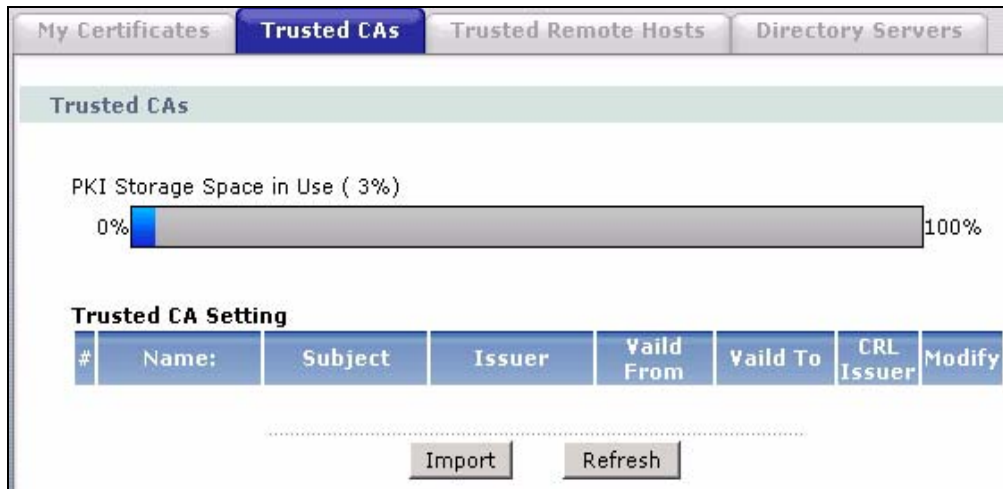 My Certificates Trusted CAs Trusted Remote Hosts Directory Servers
Trusted CAs
PKI Storage Space in Use ( 3%)
0% 100%
Trusted CA Setting
# Name: Subject Issuer Vaild From Vaild To CRL Issuer Modify
Import Refresh